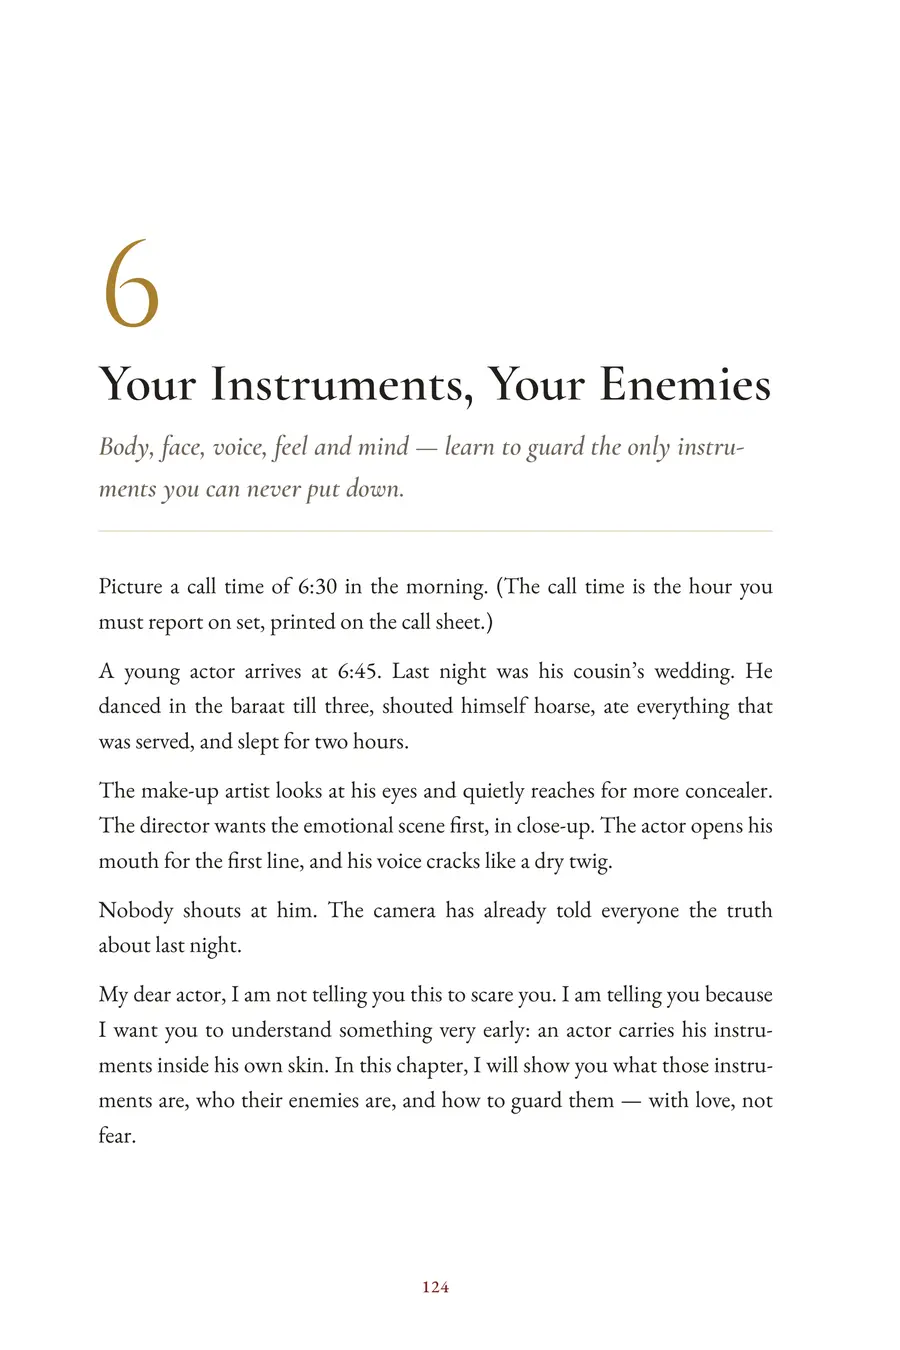 6
Your Instruments, Your Enemies
Body, face, voice, feel and mind — learn to guard the only instru-
ments you can never put down.
Picture a call time of 6:30 in the morning. (The call time is the hour you
must report on set, printed on the call sheet.)
A young actor arrives at 6:45. Last night was his cousin’s wedding. He
danced in the baraat till three, shouted himself hoarse, ate everything that
was served, and slept for two hours.
The make-up artist looks at his eyes and quietly reaches for more concealer.
The director wants the emotional scene first, in close-up. The actor opens his
mouth for the first line, and his voice cracks like a dry twig.
Nobody shouts at him. The camera has already told everyone the truth
about last night.
My dear actor, I am not telling you this to scare you. I am telling you because
I want you to understand something very early: an actor carries his instru-
ments inside his own skin. In this chapter, I will show you what those instru-
ments are, who their enemies are, and how to guard them — with love, not
fear.
124